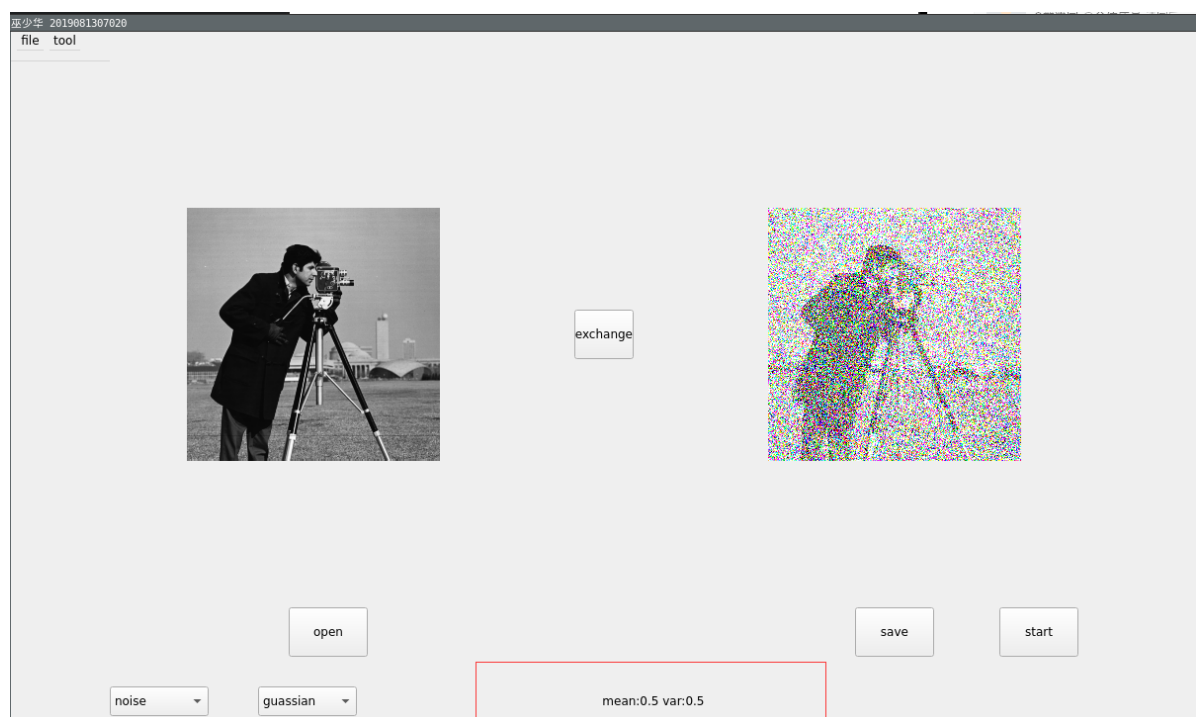 巫少华 2019081307020
file tool
exchange
open
save
start
noise
guassian
mean:0.5 var:0.5